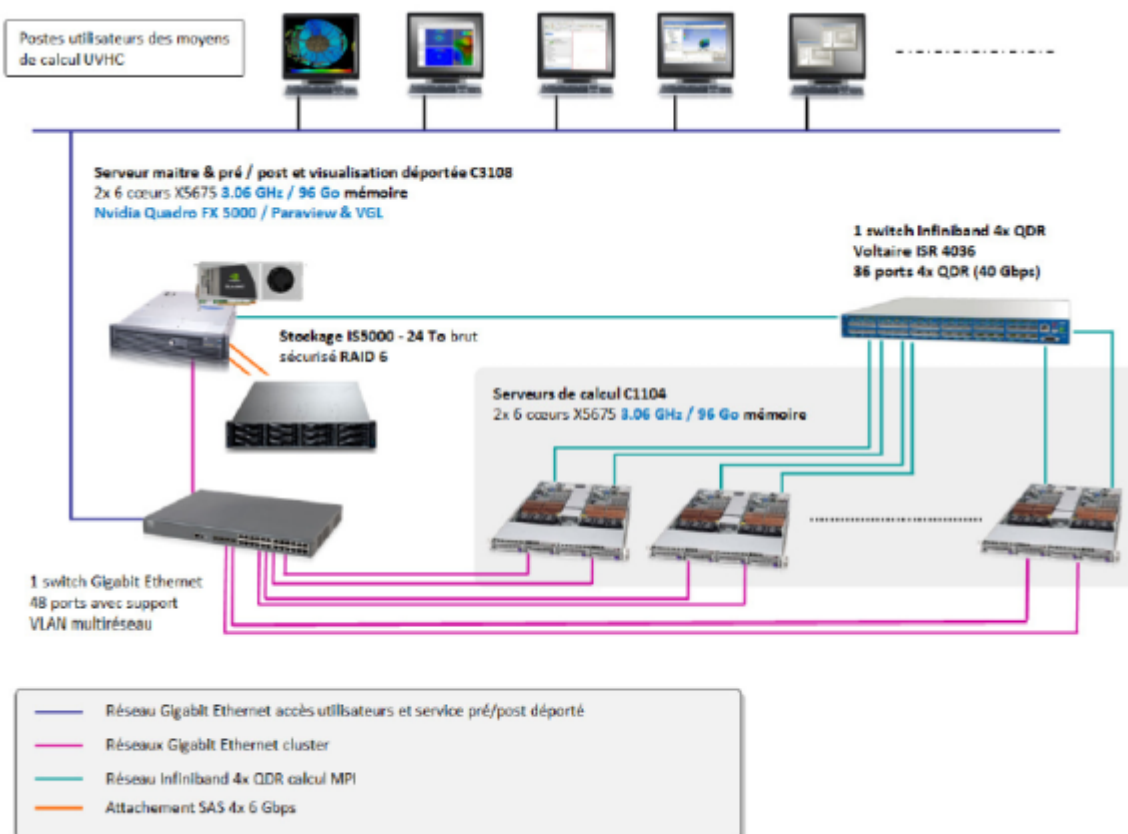 Postes utilisateurs des moyens
de calcul UVHC
Serveur maitre & pré / post et visualisation déportée C3108
2x 6 cœurs X5675 3.06 GHz / 96 Go mémoire
Nvidia Quadro FX 5000 / Paraview & VGL
1 switch Infiniband 4x QDR
Voltaire ISR 4036
36 ports 4x QDR (40 Gbps)
Stockage IS5000 - 24 To brut
sécurisé RAID 6
Serveurs de calcul C1104
2x 6 cœurs X5675 3.06 GHz / 96 Go mémoire
1 switch Gigabit Ethernet
48 ports avec support
VLAN multiréseau
Réseau Gigabit Ethernet accès utilisateurs et service pré/post déporté
Réseaux Gigabit Ethernet cluster
Réseau Infiniband 4x QDR calcul MPI
Attachement SAS 4x 6 Gbps